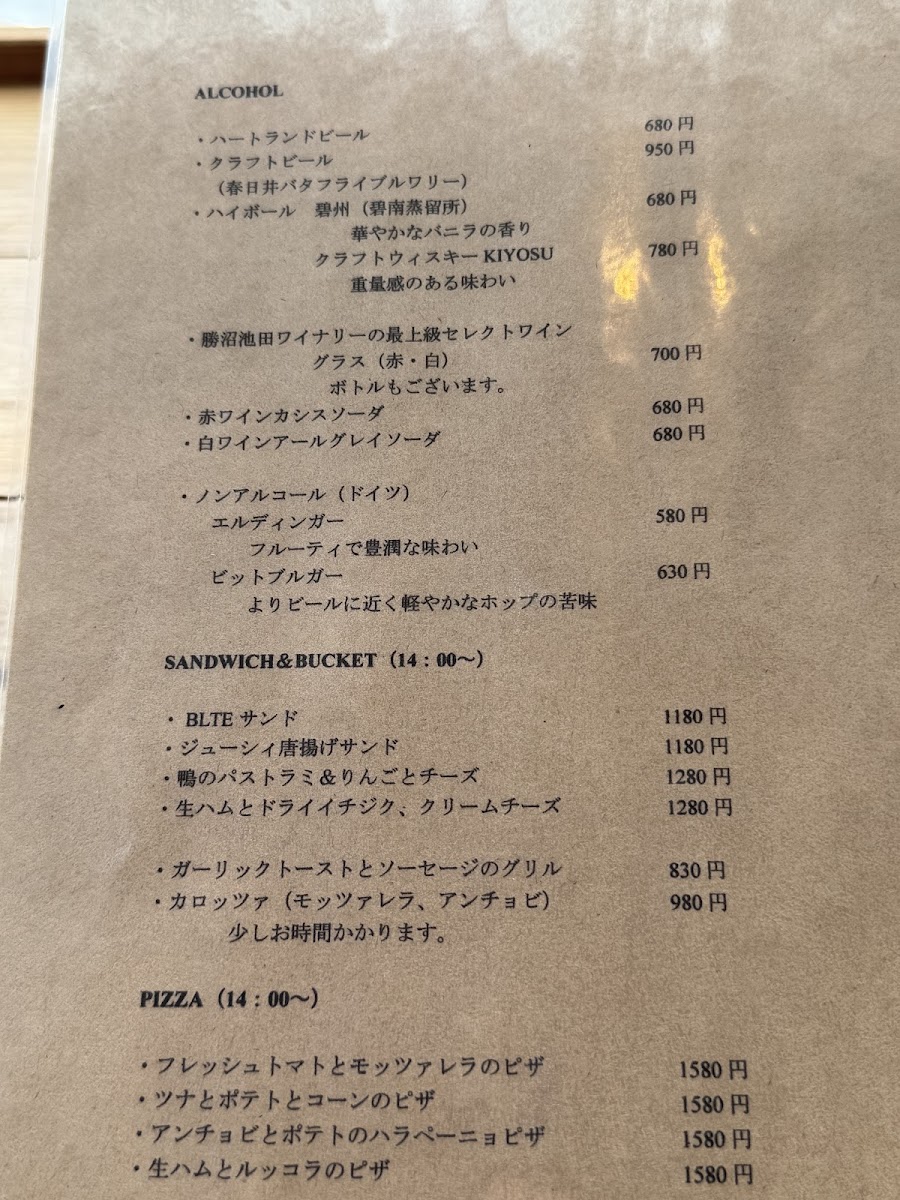 ALCOHOL
・ハートランドビール 680円
・クラフトビール 950円
（春日井バタフライブルワリー）
・ハイボール 碧州（碧南蒸留所） 680円
華やかなバニラの香り
クラフトウィスキー KIYOSU 780円
重量感のある味わい
・勝沼池田ワイナリーの最上級セレクトワイン
グラス（赤・白） 700円
ボトルもございます。
・赤ワインカシスソーダ 680円
・白ワインアールグレイソーダ 680円
・ノンアルコール（ドイツ）
エルディンガー 580円
フルーティで豊潤な味わい
ビットブルガー 630円
よりビールに近く軽やかなホップの苦味
SANDWICH＆BUCKET（14：00～）
・BLTE サンド 1180円
・ジューシィ唐揚げサンド 1180円
・鴨のパストラミ＆りんごとチーズ 1280円
・生ハムとドライイチジク、クリームチーズ 1280円
・ガーリックトーストとソーセージのグリル 830円
・カロッツァ（モッツァレラ、アンチョビ） 980円
少しお時間かかります。
PIZZA（14：00～）
・フレッシュトマトとモッツァレラのピザ 1580円
・ツナとポテトとコーンのピザ 1580円
・アンチョビとポテトのハラペーニョピザ 1580円
・生ハムとルッコラのピザ 1580円